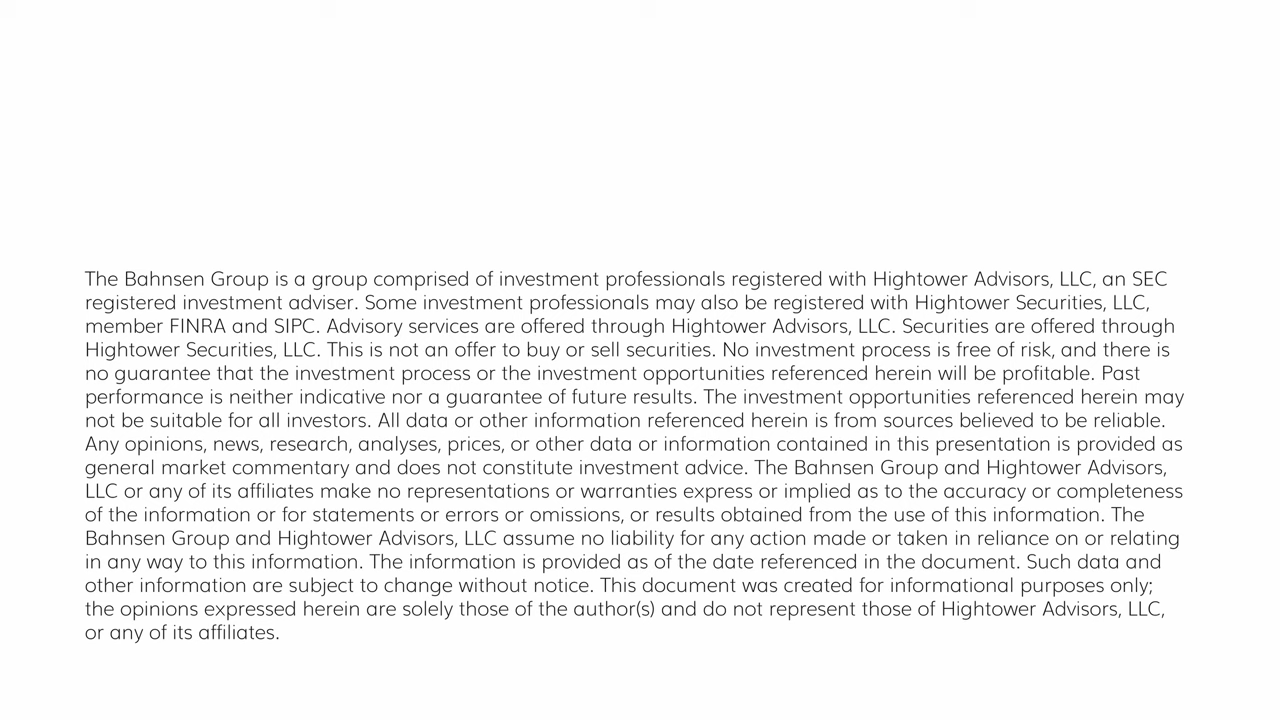 The Bahnsen Group is a group comprised of investment professionals registered with Hightower Advisors, LLC, an SEC
registered investment adviser. Some investment professionals may also be registered with Hightower Securities, LLC,
member FINRA and SIPC. Advisory services are offered through Hightower Advisors, LLC. Securities are offered through
Hightower Securities, LLC. This is not an offer to buy or sell securities. No investment process is free of risk, and there is
no guarantee that the investment process or the investment opportunities referenced herein will be profitable. Past
performance is neither indicative nor a guarantee of future results. The investment opportunities referenced herein may
not be suitable for all investors. All data or other information referenced herein is from sources believed to be reliable.
Any opinions, news, research, analyses, prices, or other data or information contained in this presentation is provided as
general market commentary and does not constitute investment advice. The Bahnsen Group and Hightower Advisors,
LLC or any of its affiliates make no representations or warranties express or implied as to the accuracy or completeness
of the information or for statements or errors or omissions, or results obtained from the use of this information. The
Bahnsen Group and Hightower Advisors, LLC assume no liability for any action made or taken in reliance on or relating
in any way to this information. The information is provided as of the date referenced in the document. Such data and
other information are subject to change without notice. This document was created for informational purposes only;
the opinions expressed herein are solely those of the author(s) and do not represent those of Hightower Advisors, LLC,
or any of its affiliates.